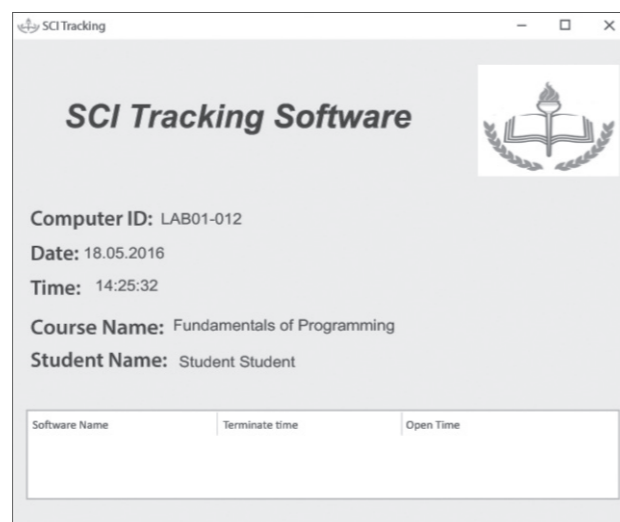 SCI Tracking
SCI Tracking Software
Computer ID: LAB01-012
Date: 18.05.2016
Time: 14:25:32
Course Name: Fundamentals of Programming
Student Name: Student Student
Software Name Terminate time Open Time